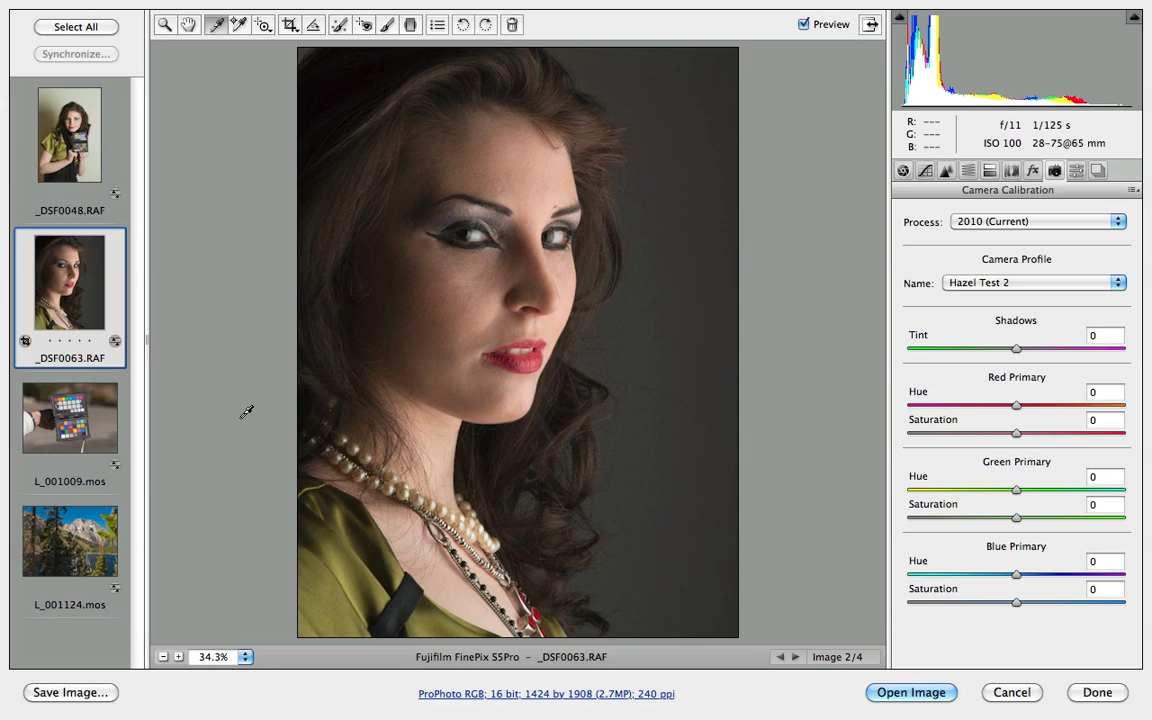 Select All
Synchronize...
_DSF0048.RAF
_DSF0063.RAF
L_001009.mos
L_001124.mos
Preview
R: ---
G: ---
B: ---
f/11 1/125 s
ISO 100 28-75@65 mm
fx
Camera Calibration
Process: 2010 (Current)
Camera Profile
Name: Hazel Test 2
Shadows
Tint 0
Red Primary
Hue 0
Saturation 0
Green Primary
Hue 0
Saturation 0
Blue Primary
Hue 0
Saturation 0
34.3%
Fujifilm FinePix S5Pro - _DSF0063.RAF
Image 2/4
Save Image...
ProPhoto RGB; 16 bit; 1424 by 1908 (2.7MP); 240 ppi
Open Image
Cancel
Done